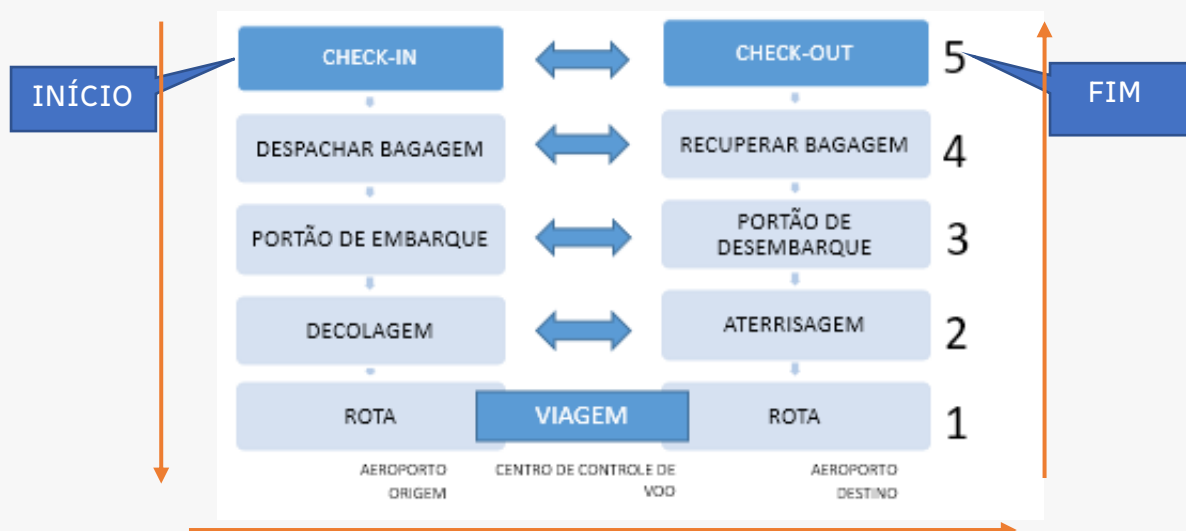 INÍCIO
CHECK-IN
CHECK-OUT
5
FIM
DESPACHAR BAGAGEM
RECUPERAR BAGAGEM
4
PORTÃO DE EMBARQUE
PORTÃO DE
DESEMBARQUE
3
DECOLAGEM
ATERRISAGEM
2
ROTA
VIAGEM
ROTA
1
AEROPORTO
ORIGEM
CENTRO DE CONTROLE DE
VOO
AEROPORTO
DESTINO